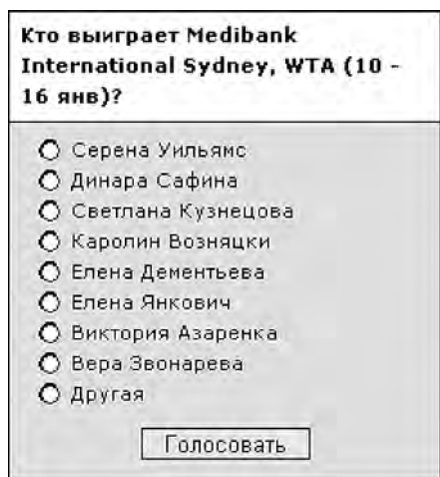 Кто выиграет Medibank
International Sydney, WTA (10 -
16 янв)?
Серена Уильямс
Динара Сафина
Светлана Кузнецова
Каролин Возняцки
Елена Дементьева
Елена Янкович
Виктория Азаренка
Вера Звонарева
Другая
Голосовать